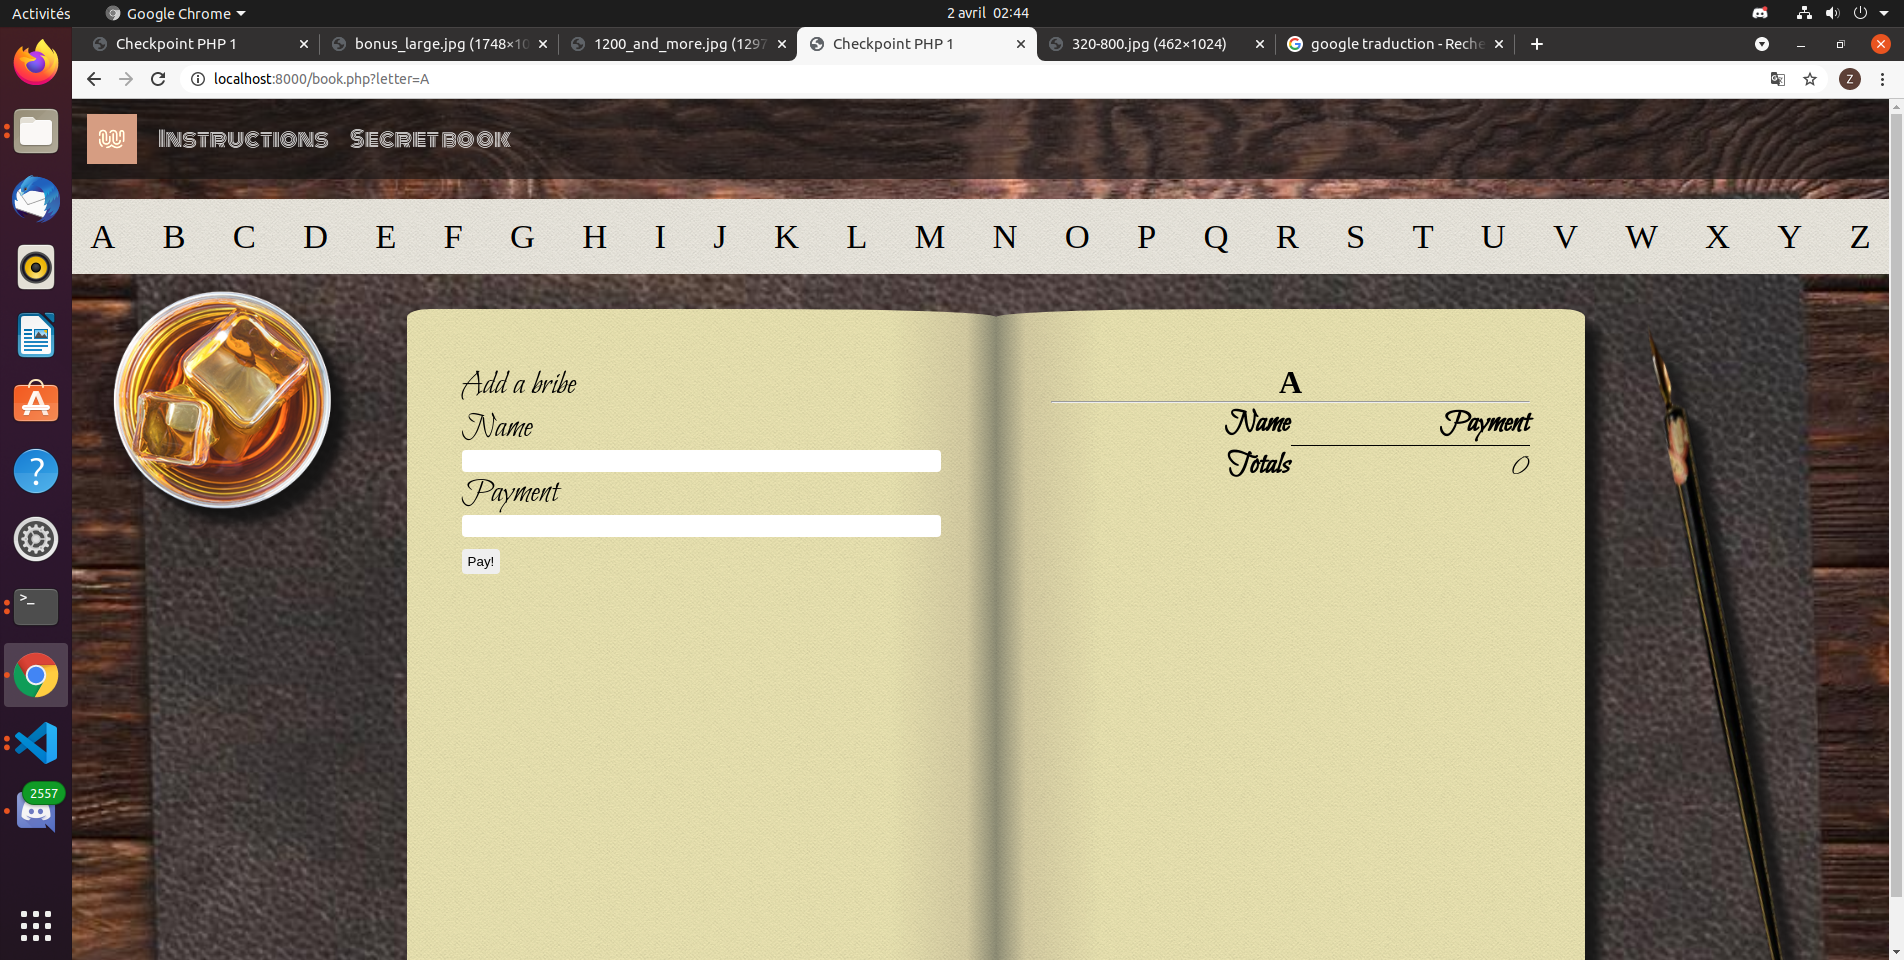 Activités Google Chrome 2 avril 02:44
Checkpoint PHP 1 bonus_large.jpg (1748×10 1200_and_more.jpg (1297 Checkpoint PHP 1 320-800.jpg (462×1024) google traduction - Reche
localhost:8000/book.php?letter=A Z
W Instructions Secret book
A B C D E F G H I J K L M N O P Q R S T U V W X Y Z
Add a bribe
Name
Payment
Pay!
A
Name Payment
Totals 0
2557